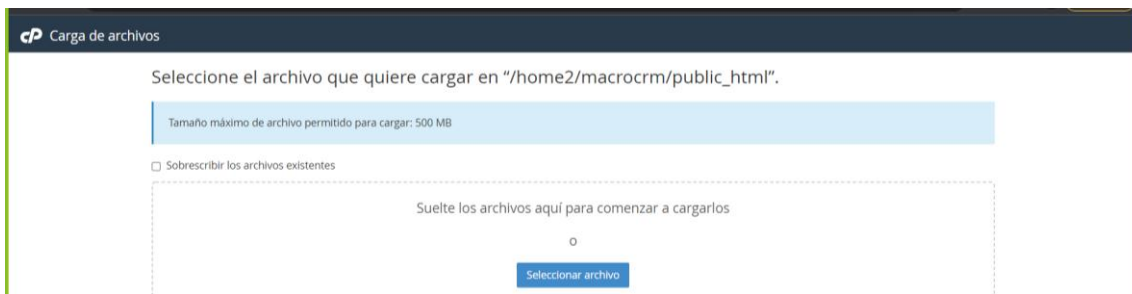 cP Carga de archivos
Seleccione el archivo que quiere cargar en “/home2/macrocrm/public_html”.
Tamaño máximo de archivo permitido para cargar: 500 MB
Sobrescribir los archivos existentes
Suelte los archivos aquí para comenzar a cargarlos
o
Seleccionar archivo